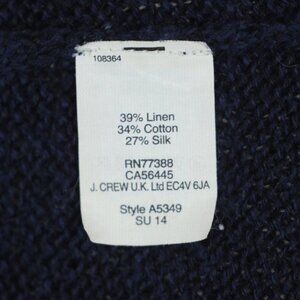 108364
39% Linen
34% Cotton
27% Silk
RN77388
CA56445
J. CREW U.K. Ltd EC4V 6JA
Style A5349
SU 14